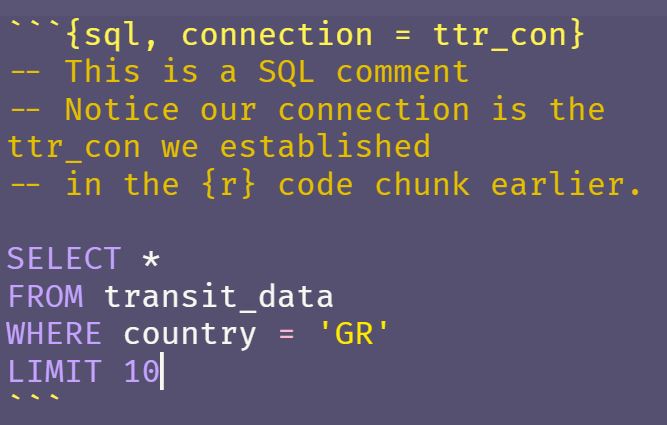 ```{sql, connection = ttr_con}
-- This is a SQL comment
-- Notice our connection is the
ttr_con we established
-- in the {r} code chunk earlier.

SELECT *
FROM transit_data
WHERE country = 'GR'
LIMIT 10
```